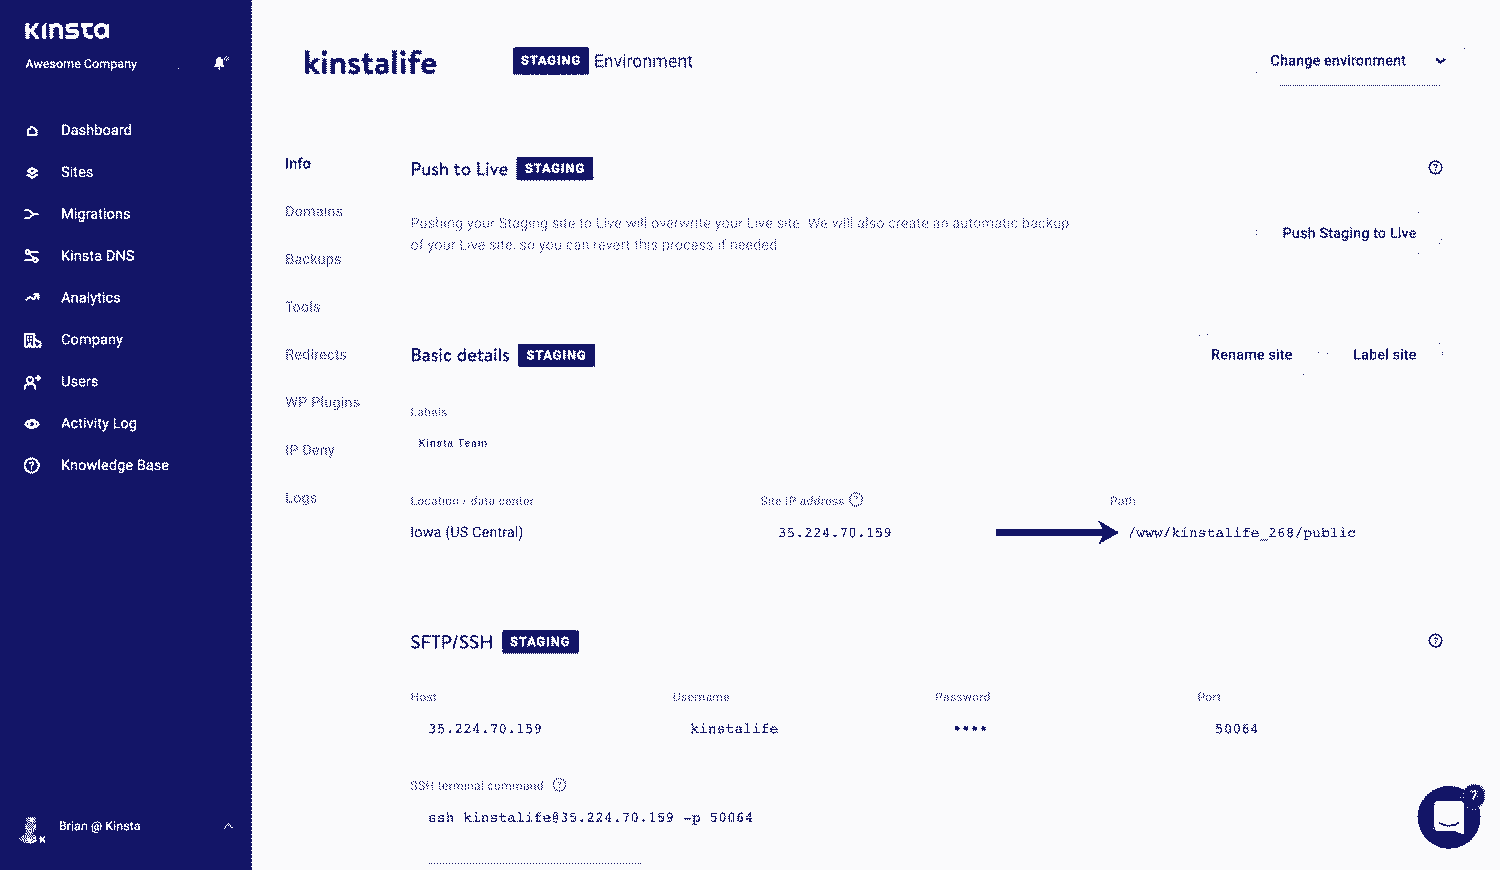 KINSTA
Awesome Company
Dashboard
Sites
Migrations
Kinsta DNS
Analytics
Company
Users
Activity Log
Knowledge Base
Brian @ Kinsta
kinstalife STAGING Environment
Change environment
Info
Domains
Backups
Tools
Redirects
WP Plugins
IP Deny
Logs
Push to Live STAGING
Pushing your Staging site to Live will overwrite your Live site. We will also create an automatic backup
of your Live site, so you can revert this process if needed.
Push Staging to Live
Basic details STAGING
Rename site Label site
Labels
Kinsta Team
Location / data center Site IP address Path
Iowa (US Central) 35.224.70.159 /www/kinstalife_268/public
SFTP/SSH STAGING
Host Username Password Port
35.224.70.159 kinstalife •••• 50064
SSH terminal command
ssh kinstalife@35.224.70.159 -p 50064
7